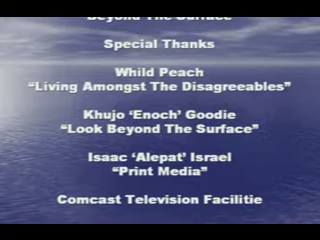 Beyond The Surface
Special Thanks
Whild Peach
“Living Amongst The Disagreeables”
Khujo ‘Enoch’ Goodie
“Look Beyond The Surface”
Isaac ‘Alepat’ Israel
“Print Media”
Comcast Television Facilitie